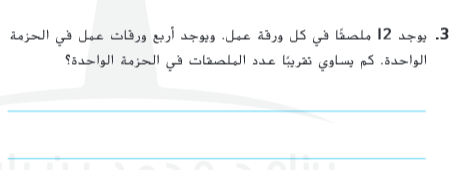 3. يوجد 12 ملصقًا في كل ورقة عمل. ويوجد أربع ورقات عمل في الحزمة
الواحدة. كم يساوي تقريبًا عدد الملصقات في الحزمة الواحدة؟